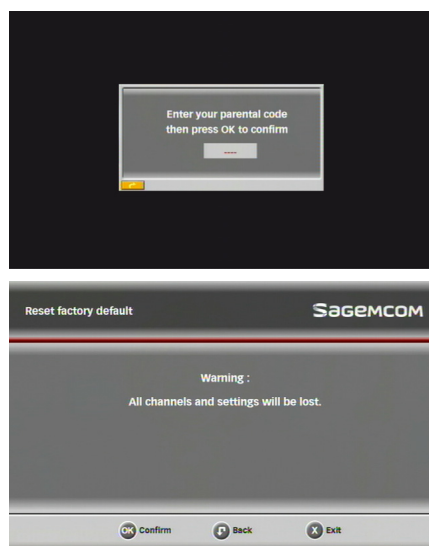 Enter your parental code
then press OK to confirm
----
Reset factory default
SAGEMCOM
Warning :
All channels and settings will be lost.
OK Confirm
Back
X Exit